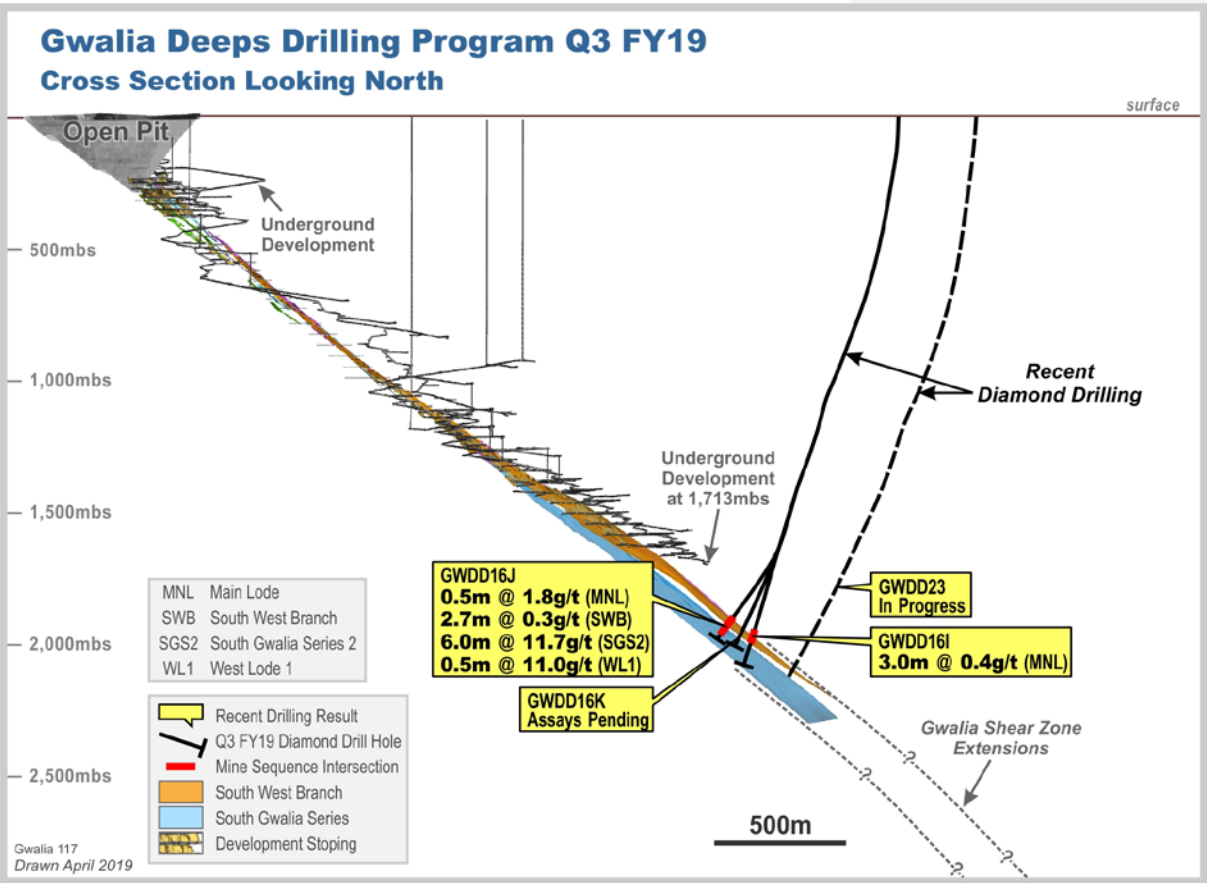 Gwalia Deeps Drilling Program Q3 FY19
Cross Section Looking North
surface
Open Pit
Underground
Development
500mbs
1,000mbs
1,500mbs
2,000mbs
2,500mbs
Recent
Diamond Drilling
Underground
Development
at 1,713mbs
GWDD16J
0.5m @ 1.8g/t (MNL)
2.7m @ 0.3g/t (SWB)
6.0m @ 11.7g/t (SGS2)
0.5m @ 11.0g/t (WL1)
GWDD16K
Assays Pending
GWDD23
In Progress
GWDD16I
3.0m @ 0.4g/t (MNL)
MNL Main Lode
SWB South West Branch
SGS2 South Gwalia Series 2
WL1 West Lode 1
Recent Drilling Result
Q3 FY19 Diamond Drill Hole
Mine Sequence Intersection
South West Branch
South Gwalia Series
Development Stoping
Gwalia Shear Zone
Extensions
?
?
?
?
500m
Gwalia 117
Drawn April 2019